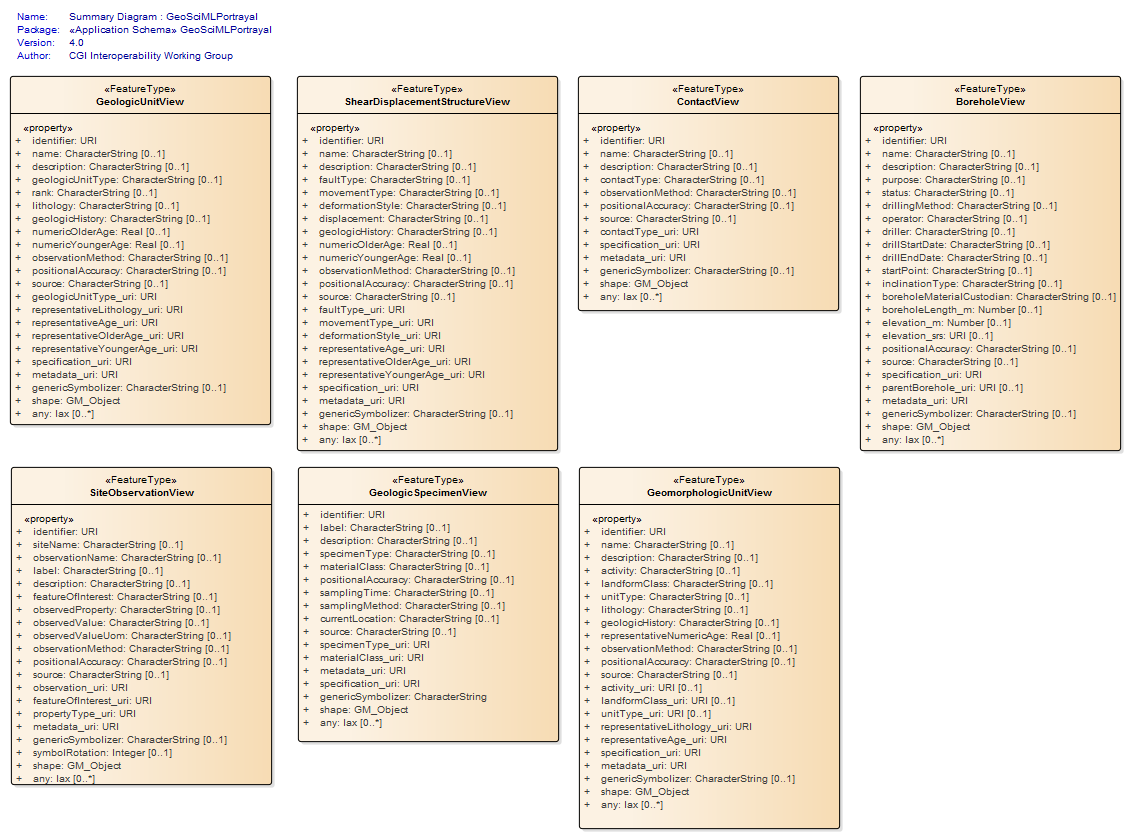 Name: Summary Diagram : GeoSciMLPortrayal
Package: «Application Schema» GeoSciMLPortrayal
Version: 4.0
Author: CGI Interoperability Working Group
«FeatureType»
GeologicUnitView
«property»
+ identifier: URI
+ name: CharacterString [0..1]
+ description: CharacterString [0..1]
+ geologicUnitType: CharacterString [0..1]
+ rank: CharacterString [0..1]
+ lithology: CharacterString [0..1]
+ geologicHistory: CharacterString [0..1]
+ numericOlderAge: Real [0..1]
+ numericYoungerAge: Real [0..1]
+ observationMethod: CharacterString [0..1]
+ positionalAccuracy: CharacterString [0..1]
+ source: CharacterString [0..1]
+ geologicUnitType_uri: URI
+ representativeLithology_uri: URI
+ representativeAge_uri: URI
+ representativeOlderAge_uri: URI
+ representativeYoungerAge_uri: URI
+ specification_uri: URI
+ metadata_uri: URI
+ genericSymbolizer: CharacterString [0..1]
+ shape: GM_Object
+ any: lax [0..*]
«FeatureType»
ShearDisplacementStructureView
«property»
+ identifier: URI
+ name: CharacterString [0..1]
+ description: CharacterString [0..1]
+ faultType: CharacterString [0..1]
+ movementType: CharacterString [0..1]
+ deformationStyle: CharacterString [0..1]
+ displacement: CharacterString [0..1]
+ geologicHistory: CharacterString [0..1]
+ numericOlderAge: Real [0..1]
+ numericYoungerAge: Real [0..1]
+ observationMethod: CharacterString [0..1]
+ positionalAccuracy: CharacterString [0..1]
+ source: CharacterString [0..1]
+ faultType_uri: URI
+ movementType_uri: URI
+ deformationStyle_uri: URI
+ representativeAge_uri: URI
+ representativeOlderAge_uri: URI
+ representativeYoungerAge_uri: URI
+ specification_uri: URI
+ metadata_uri: URI
+ genericSymbolizer: CharacterString [0..1]
+ shape: GM_Object
+ any: lax [0..*]
«FeatureType»
ContactView
«property»
+ identifier: URI
+ name: CharacterString [0..1]
+ description: CharacterString [0..1]
+ contactType: CharacterString [0..1]
+ observationMethod: CharacterString [0..1]
+ positionalAccuracy: CharacterString [0..1]
+ source: CharacterString [0..1]
+ contactType_uri: URI
+ specification_uri: URI
+ metadata_uri: URI
+ genericSymbolizer: CharacterString [0..1]
+ shape: GM_Object
+ any: lax [0..*]
«FeatureType»
BoreholeView
«property»
+ identifier: URI
+ name: CharacterString [0..1]
+ description: CharacterString [0..1]
+ purpose: CharacterString [0..1]
+ status: CharacterString [0..1]
+ drillingMethod: CharacterString [0..1]
+ operator: CharacterString [0..1]
+ driller: CharacterString [0..1]
+ drillStartDate: CharacterString [0..1]
+ drillEndDate: CharacterString [0..1]
+ startPoint: CharacterString [0..1]
+ inclinationType: CharacterString [0..1]
+ boreholeMaterialCustodian: CharacterString [0..1]
+ boreholeLength_m: Number [0..1]
+ elevation_m: Number [0..1]
+ elevation_srs: URI [0..1]
+ positionalAccuracy: CharacterString [0..1]
+ source: CharacterString [0..1]
+ specification_uri: URI
+ parentBorehole_uri: URI [0..1]
+ metadata_uri: URI
+ genericSymbolizer: CharacterString [0..1]
+ shape: GM_Object
+ any: lax [0..*]
«FeatureType»
SiteObservationView
«property»
+ identifier: URI
+ siteName: CharacterString [0..1]
+ observationName: CharacterString [0..1]
+ label: CharacterString [0..1]
+ description: CharacterString [0..1]
+ featureOfInterest: CharacterString [0..1]
+ observedProperty: CharacterString [0..1]
+ observedValue: CharacterString [0..1]
+ observedValueUom: CharacterString [0..1]
+ observationMethod: CharacterString [0..1]
+ positionalAccuracy: CharacterString [0..1]
+ source: CharacterString [0..1]
+ observation_uri: URI
+ featureOfInterest_uri: URI
+ propertyType_uri: URI
+ metadata_uri: URI
+ genericSymbolizer: CharacterString [0..1]
+ symbolRotation: Integer [0..1]
+ shape: GM_Object
+ any: lax [0..*]
«FeatureType»
GeologicSpecimenView
+ identifier: URI
+ label: CharacterString [0..1]
+ description: CharacterString [0..1]
+ specimenType: CharacterString [0..1]
+ materialClass: CharacterString [0..1]
+ positionalAccuracy: CharacterString [0..1]
+ samplingTime: CharacterString [0..1]
+ samplingMethod: CharacterString [0..1]
+ currentLocation: CharacterString [0..1]
+ source: CharacterString [0..1]
+ specimenType_uri: URI
+ materialClass_uri: URI
+ metadata_uri: URI
+ specification_uri: URI
+ genericSymbolizer: CharacterString
+ shape: GM_Object
+ any: lax [0..*]
«FeatureType»
GeomorphologicUnitView
«property»
+ identifier: URI
+ name: CharacterString [0..1]
+ description: CharacterString [0..1]
+ activity: CharacterString [0..1]
+ landformClass: CharacterString [0..1]
+ unitType: CharacterString [0..1]
+ lithology: CharacterString [0..1]
+ geologicHistory: CharacterString [0..1]
+ representativeNumericAge: Real [0..1]
+ observationMethod: CharacterString [0..1]
+ positionalAccuracy: CharacterString [0..1]
+ source: CharacterString [0..1]
+ activity_uri: URI [0..1]
+ landformClass_uri: URI [0..1]
+ unitType_uri: URI [0..1]
+ representativeLithology_uri: URI
+ representativeAge_uri: URI
+ specification_uri: URI
+ metadata_uri: URI
+ genericSymbolizer: CharacterString [0..1]
+ shape: GM_Object
+ any: lax [0..*]